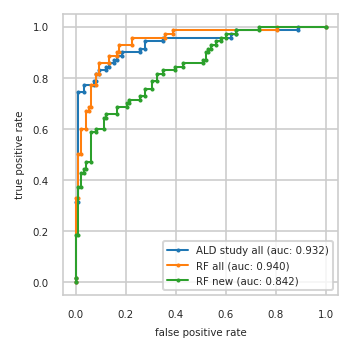 1.0
0.8
0.6
0.4
0.2
0.0
true positive rate
ALD study all (auc: 0.932)
RF all (auc: 0.940)
RF new (auc: 0.842)
0.0 0.2 0.4 0.6 0.8 1.0
false positive rate